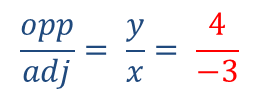 opp/adj = y/x = 4/-3